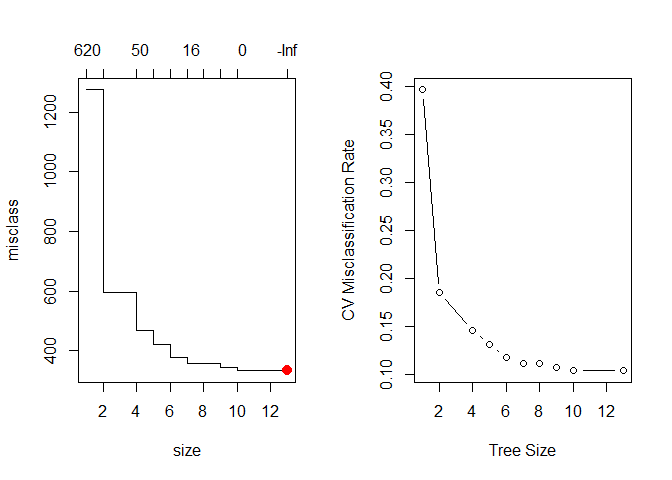 620 50 16 0 -Inf
misclass
1200
1000
800
600
400
2 4 6 8 10 12
size
CV Misclassification Rate
0.40
0.35
0.30
0.25
0.20
0.15
0.10
2 4 6 8 10 12
Tree Size